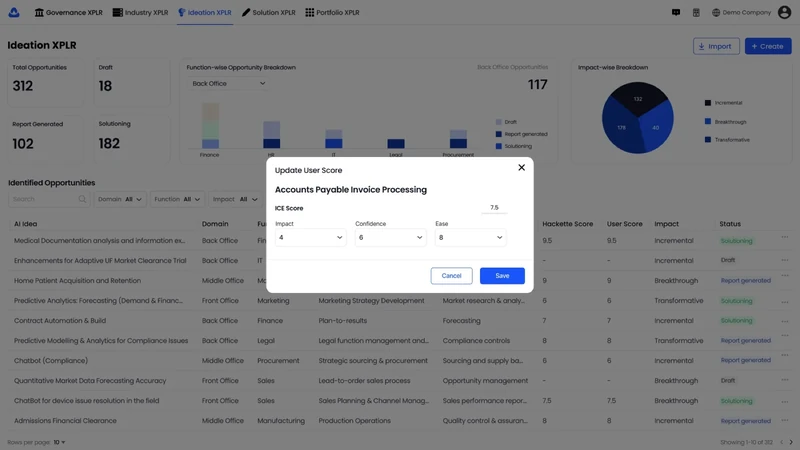 Governance XPLR Industry XPLR Ideation XPLR Solution XPLR Portfolio XPLR Demo Company
Ideation XPLR Import + Create
Total Opportunities
312
Draft
18
Report Generated
102
Solutioning
182
Function-wise Opportunity Breakdown
Back Office
Back Office Opportunities
117
Draft
Report generated
Solutioning
Finance HR IT Legal Procurement
Impact-wise Breakdown
132
178
40
Incremental
Breakthrough
Transformative
Identified Opportunities
Search Domain All Function All Impact All
AI Idea Domain Hackette Score User Score Impact Status
Medical Documentation analysis and information ex... Back Office 9.5 9.5 Incremental Solutioning
Enhancements for Adaptive UF Market Clearance Trial Back Office IT - - Incremental Draft
Home Patient Acquisition and Retention Middle Office 9 9 Breakthrough Report generated
Predictive Analytics: Forecasting (Demand & Financ... Front Office Marketing Marketing Strategy Development Market research & analy... 6 6 Transformative Solutioning
Contract Automation & Build Back Office Finance Plan-to-results Forecasting 7 7 Incremental Solutioning
Predictive Modelling & Analytics for Compliance Issues Back Office Legal Legal function management and... Compliance controls 8 8 Transformative Report generated
Chatbot (Compliance) Middle Office Procurement Strategic sourcing & procurement Sourcing and supply ba... 6 6 Incremental Report generated
Quantitative Market Data Forecasting Accuracy Front Office Sales Lead-to-order sales process Opportunity management - - Breakthrough Draft
ChatBot for device issue resolution in the field Front Office Sales Sales Planning & Channel Manag... Sales performance repor... 7,5 7,5 Breakthrough Solutioning
Admissions Financial Clearance Middle Office Manufacturing Production Operations Quality control & assuran... 8 8 Incremental Report generated
Rows per page: 10 Showing 1-10 of 312
Update User Score
Accounts Payable Invoice Processing
ICE Score 7.5
Impact Confidence Ease
4 6 8
Cancel Save